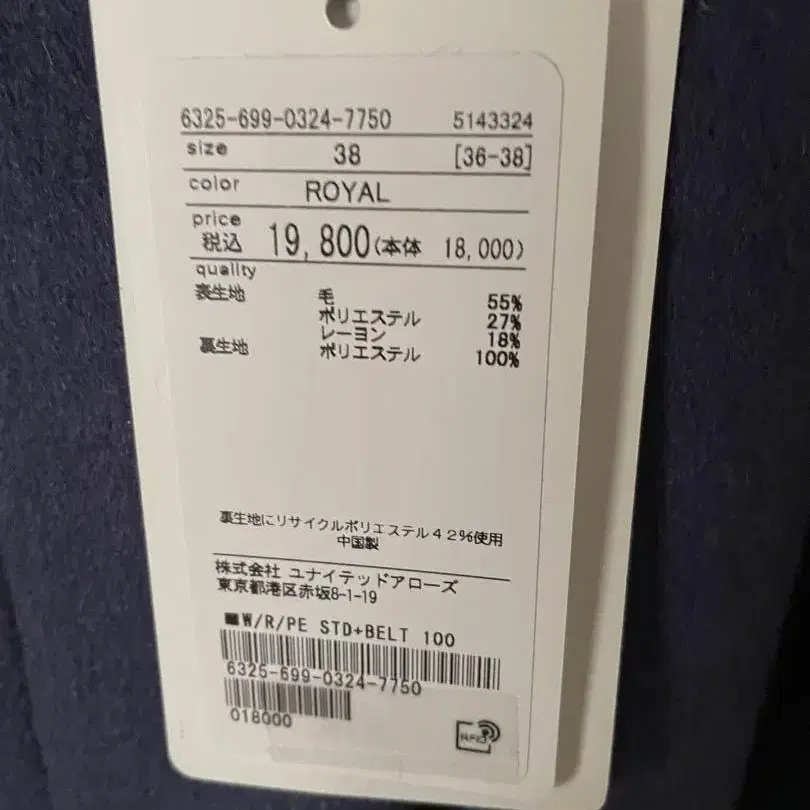 6325-699-0324-7750 5143324
size 38 [36-38]
color ROYAL
price
税込 19,800(本体 18,000)
quality
表生地 毛 55%
ポリエステル 27%
レーヨン 18%
裏生地 ポリエステル 100%
裏生地にリサイクルポリエステル42%使用
中国製
株式会社 ユナイテッドアローズ
東京都港区赤坂8-1-19
■W/R/PE STD+BELT 100
6325-699-0324-7750
018000
RFID